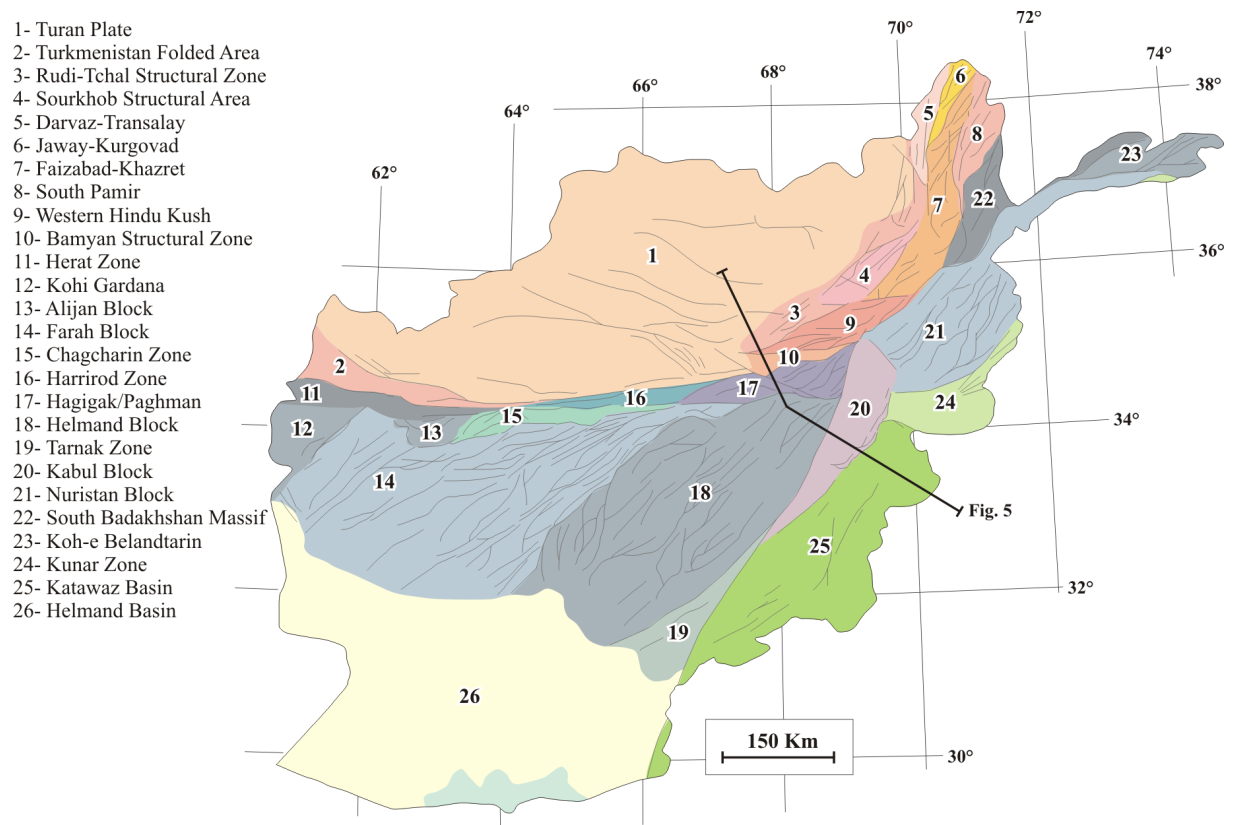 1- Turan Plate
2- Turkmenistan Folded Area
3- Rudi-Tchal Structural Zone
4- Sourkhob Structural Area
5- Darvaz-Transalay
6- Jaway-Kurgovad
7- Faizabad-Khazret
8- South Pamir
9- Western Hindu Kush
10- Bamyan Structural Zone
11- Herat Zone
12- Kohi Gardana
13- Alijan Block
14- Farah Block
15- Chagcharin Zone
16- Harrirod Zone
17- Hagigak/Paghman
18- Helmand Block
19- Tarnak Zone
20- Kabul Block
21- Nuristan Block
22- South Badakhshan Massif
23- Koh-e Belandtarin
24- Kunar Zone
25- Katawaz Basin
26- Helmand Basin
62°
64°
66°
68°
70°
72°
74°
38°
36°
34°
32°
30°
6
5
8
23
7
22
1
4
3
9
21
10
2
17
11
16
15
20
24
12
13
14
18
Fig. 5
25
19
26
150 Km